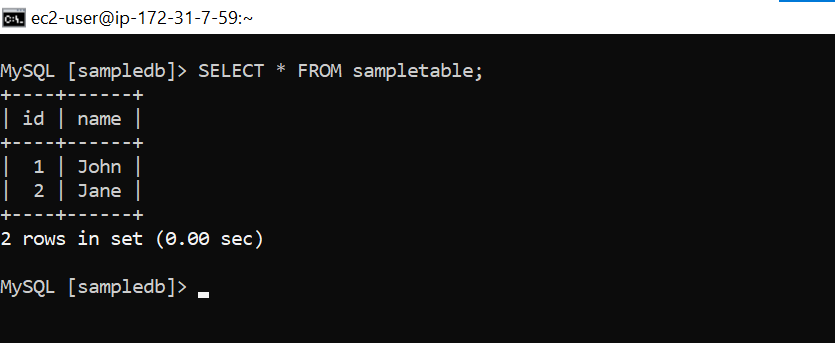 ec2-user@ip-172-31-7-59:~
MySQL [sampledb]> SELECT * FROM sampletable;
+----+------+
| id | name |
+----+------+
|  1 | John |
|  2 | Jane |
+----+------+
2 rows in set (0.00 sec)
MySQL [sampledb]>